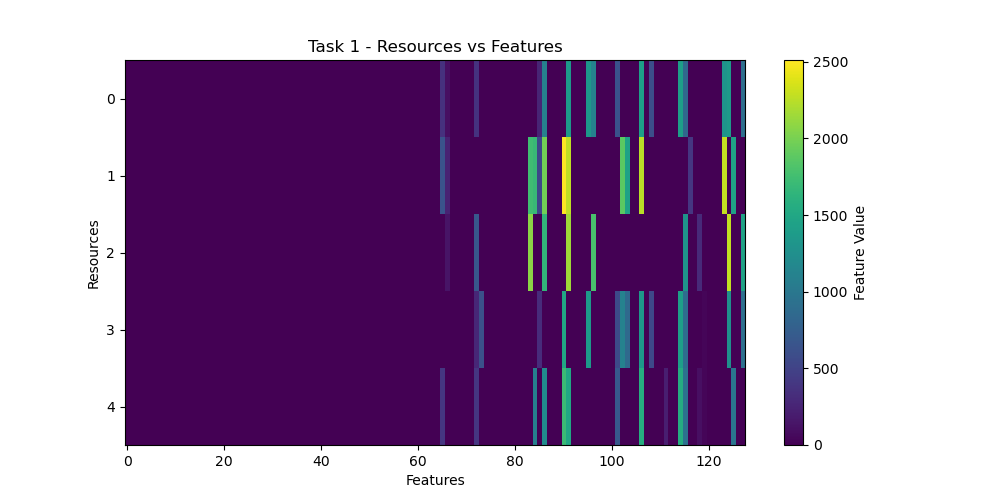 Task 1 - Resources vs Features
Resources
0
1
2
3
4
0 20 40 60 80 100 120
Features
2500
2000
1500
1000
500
0
Feature Value